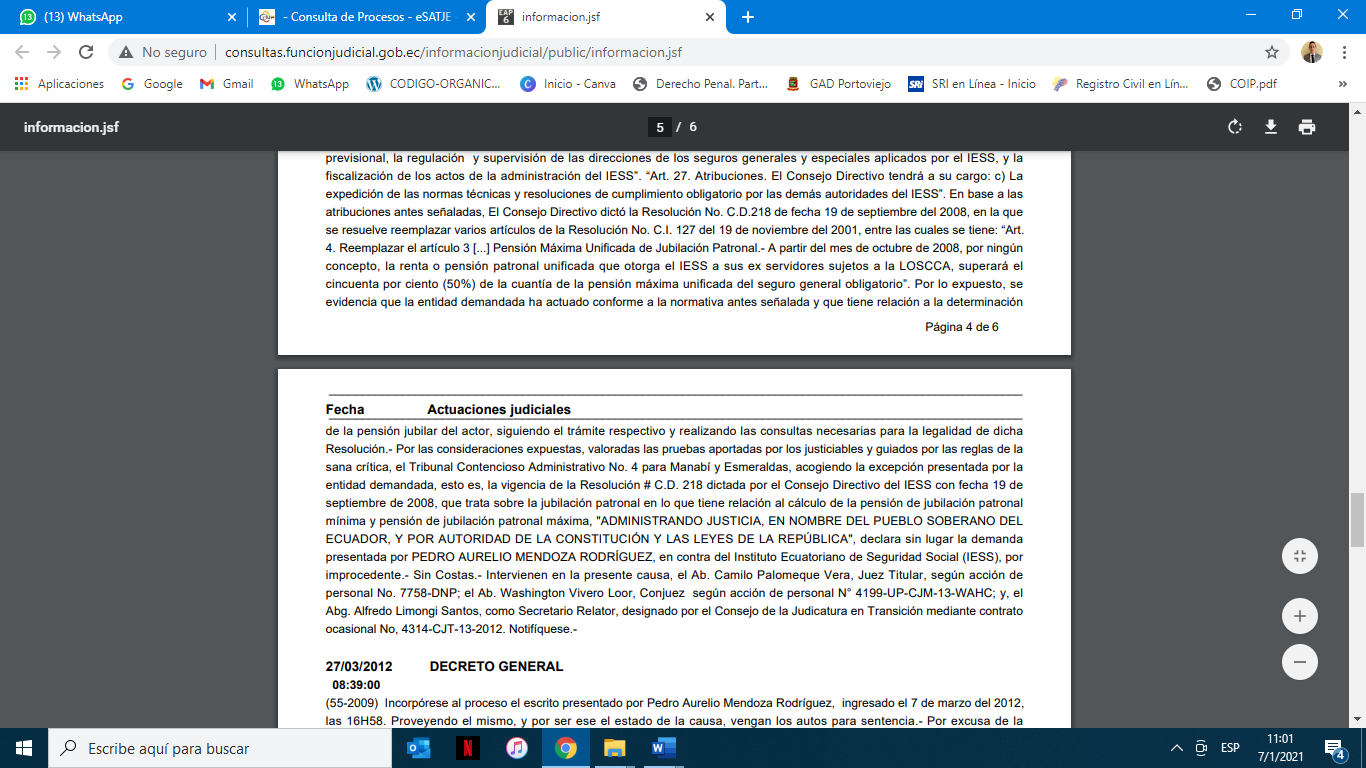 (13) WhatsApp
- Consulta de Procesos - eSATJE
EAP 6
informacion.jsf
No seguro
consultas.funcionjudicial.gob.ec/informacionjudicial/public/informacion.jsf
Aplicaciones
Google
Gmail
13
WhatsApp
CODIGO-ORGANIC...
Inicio - Canva
Derecho Penal. Part...
GAD Portoviejo
SRI
SRI en Línea - Inicio
Registro Civil en Lín...
COIP.pdf
»
informacion.jsf
5 / 6
previsional, la regulación y supervisión de las direcciones de los seguros generales y especiales aplicados por el IESS, y la
fiscalización de los actos de la administración del IESS”. “Art. 27. Atribuciones. El Consejo Directivo tendrá a su cargo: c) La
expedición de las normas técnicas y resoluciones de cumplimiento obligatorio por las demás autoridades del IESS”. En base a las
atribuciones antes señaladas, El Consejo Directivo dictó la Resolución No. C.D.218 de fecha 19 de septiembre del 2008, en la que
se resuelve reemplazar varios artículos de la Resolución No. C.I. 127 del 19 de noviembre del 2001, entre las cuales se tiene: “Art.
4. Reemplazar el artículo 3 [...] Pensión Máxima Unificada de Jubilación Patronal.- A partir del mes de octubre de 2008, por ningún
concepto, la renta o pensión patronal unificada que otorga el IESS a sus ex servidores sujetos a la LOSCCA, superará el
cincuenta por ciento (50%) de la cuantía de la pensión máxima unificada del seguro general obligatorio”. Por lo expuesto, se
evidencia que la entidad demandada ha actuado conforme a la normativa antes señalada y que tiene relación a la determinación
Página 4 de 6
Fecha Actuaciones judiciales
de la pensión jubilar del actor, siguiendo el trámite respectivo y realizando las consultas necesarias para la legalidad de dicha
Resolución.- Por las consideraciones expuestas, valoradas las pruebas aportadas por los justiciables y guiados por las reglas de la
sana crítica, el Tribunal Contencioso Administrativo No. 4 para Manabí y Esmeraldas, acogiendo la excepción presentada por la
entidad demandada, esto es, la vigencia de la Resolución # C.D. 218 dictada por el Consejo Directivo del IESS con fecha 19 de
septiembre de 2008, que trata sobre la jubilación patronal en lo que tiene relación al cálculo de la pensión de jubilación patronal
mínima y pensión de jubilación patronal máxima, "ADMINISTRANDO JUSTICIA, EN NOMBRE DEL PUEBLO SOBERANO DEL
ECUADOR, Y POR AUTORIDAD DE LA CONSTITUCIÓN Y LAS LEYES DE LA REPÚBLICA", declara sin lugar la demanda
presentada por PEDRO AURELIO MENDOZA RODRÍGUEZ, en contra del Instituto Ecuatoriano de Seguridad Social (IESS), por
improcedente.- Sin Costas.- Intervienen en la presente causa, el Ab. Camilo Palomeque Vera, Juez Titular, según acción de
personal No. 7758-DNP; el Ab. Washington Vivero Loor, Conjuez según acción de personal N° 4199-UP-CJM-13-WAHC; y, el
Abg. Alfredo Limongi Santos, como Secretario Relator, designado por el Consejo de la Judicatura en Transición mediante contrato
ocasional No, 4314-CJT-13-2012. Notifíquese.-
27/03/2012 DECRETO GENERAL
08:39:00
(55-2009) Incorpórese al proceso el escrito presentado por Pedro Aurelio Mendoza Rodríguez, ingresado el 7 de marzo del 2012,
las 16H58. Proveyendo el mismo, y por ser ese el estado de la causa, vengan los autos para sentencia.- Por excusa de la
Escribe aquí para buscar
ESP
11:01
7/1/2021
4